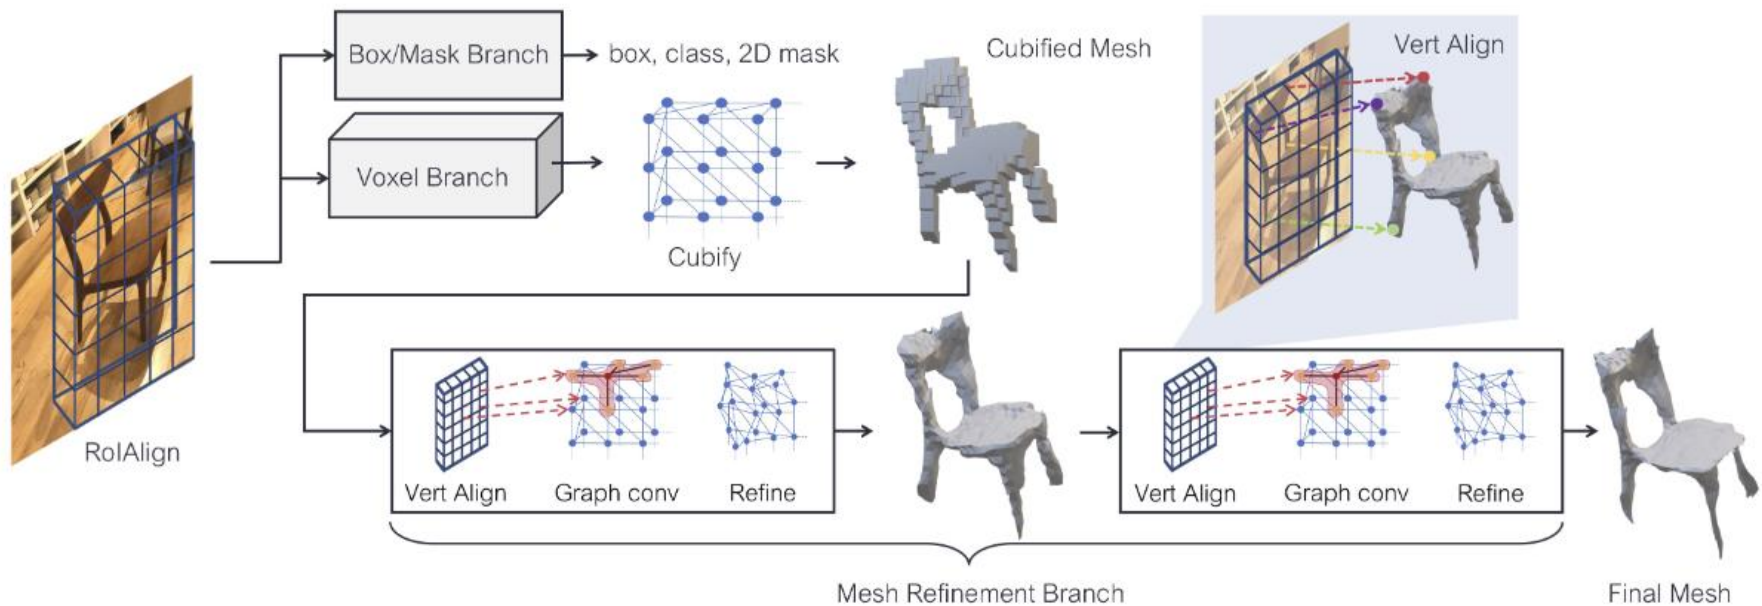 Box/Mask Branch
box, class, 2D mask
Cubified Mesh
Vert Align
Voxel Branch
Cubify
RoIAlign
Vert Align
Graph conv
Refine
Vert Align
Graph conv
Refine
Mesh Refinement Branch
Final Mesh